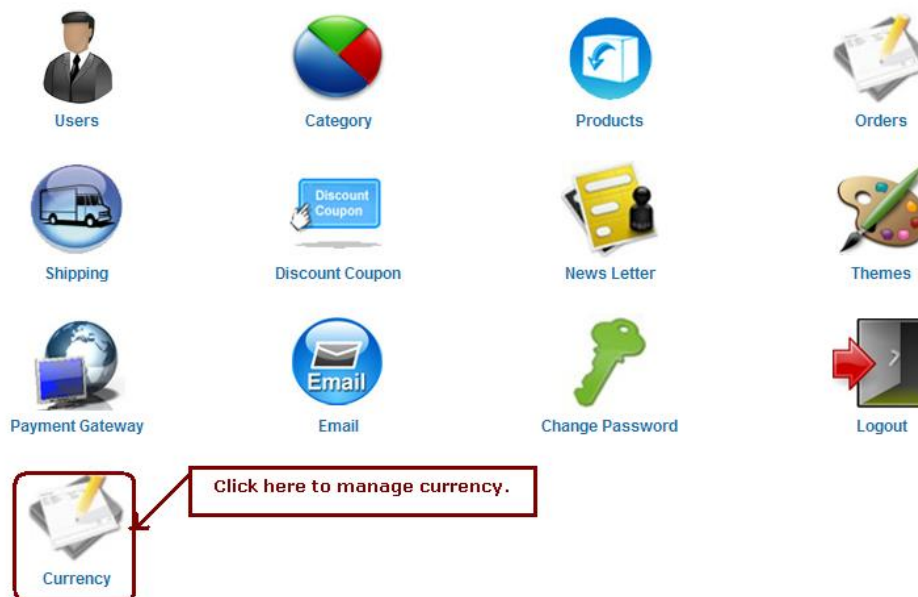 Users
Category
Products
Orders
Discount
Coupon
Shipping
Discount Coupon
News Letter
Themes
Email
Payment Gateway
Email
Change Password
Logout
Click here to manage currency.
Currency